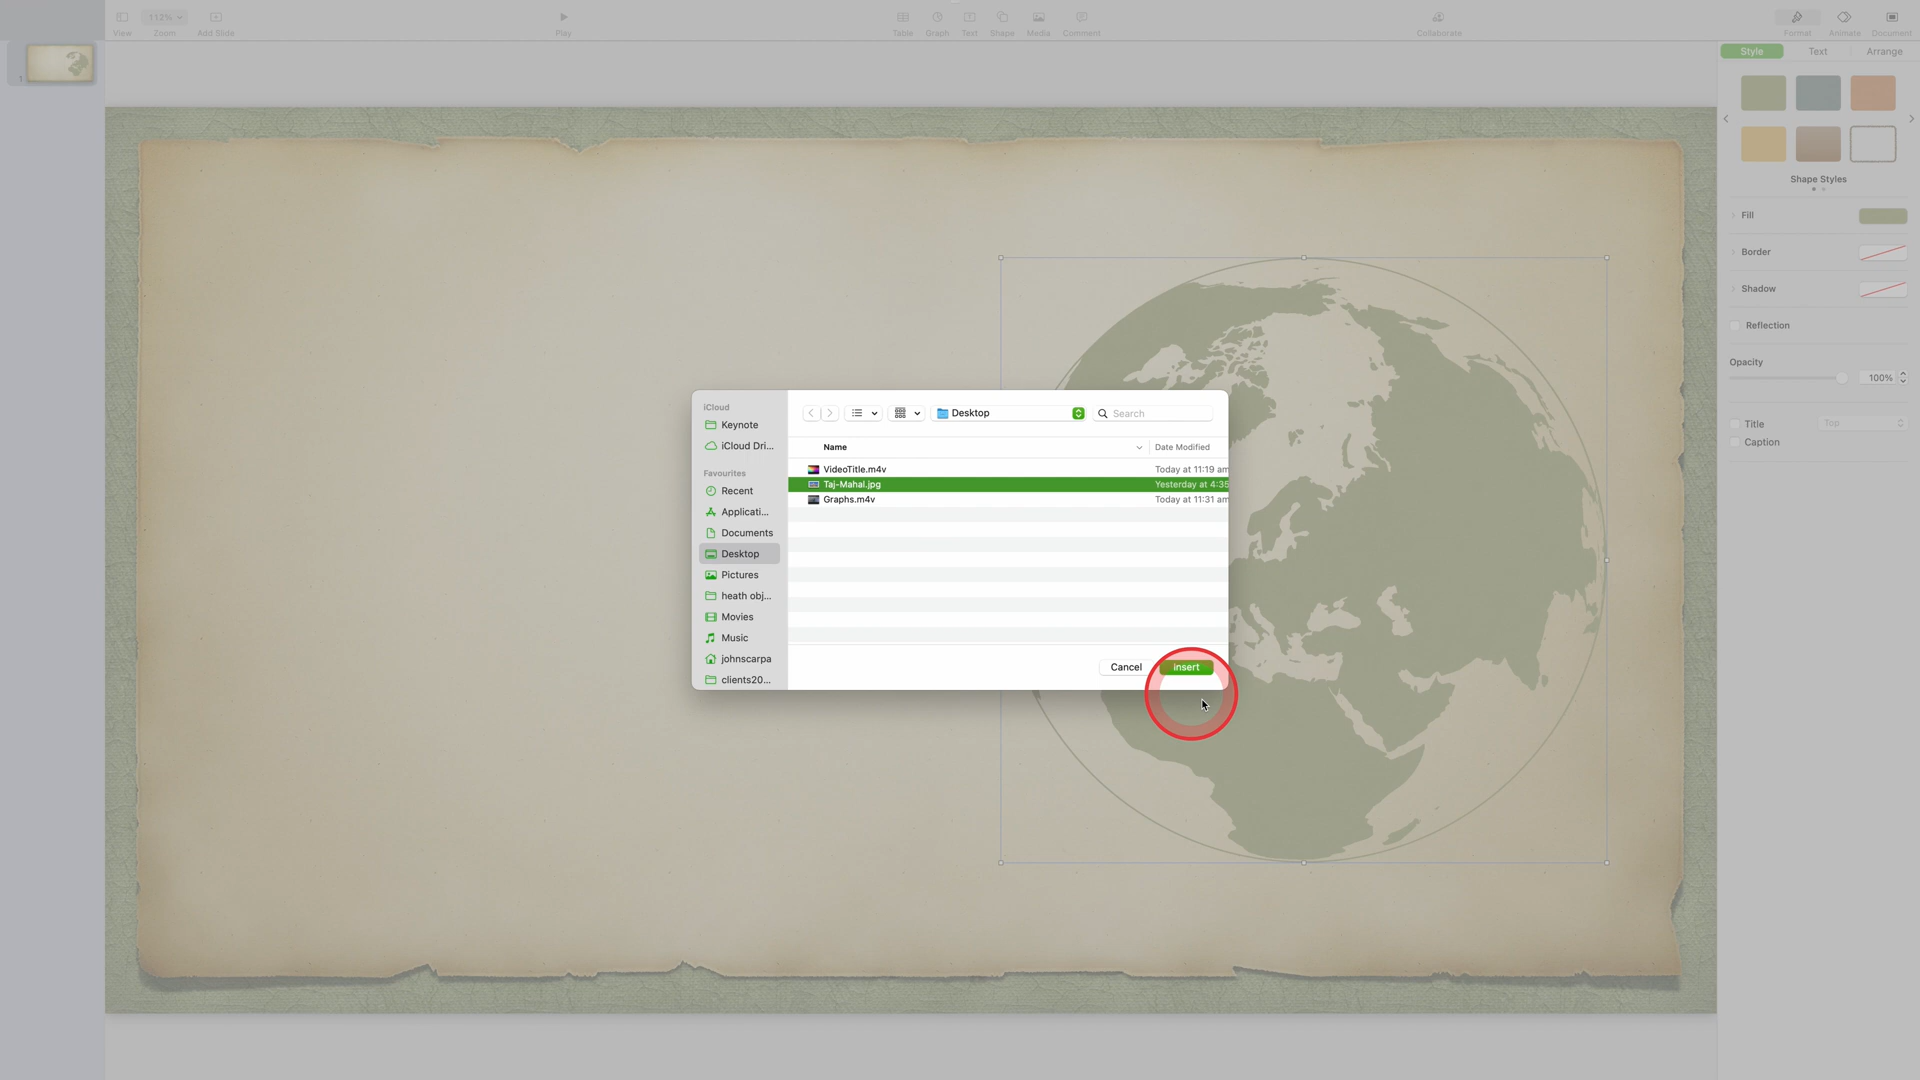 View
112%
Zoom
Add Slide
Play
Table
Graph
Text
Shape
Media
Comment
Collaborate
Format
Animate
Document
1
Style
Text
Arrange
Shape Styles
Fill
Border
Shadow
Reflection
Opacity
100%
Title
Top
Caption
iCloud
Keynote
iCloud Dri...
Favourites
Recent
Applicati...
Documents
Desktop
Pictures
heath obj...
Movies
Music
johnscarpa
clients20...
Desktop
Search
Name
Date Modified
VideoTitle.m4v
Today at 11:19 am
Taj-Mahal.jpg
Yesterday at 4:35
Graphs.m4v
Today at 11:31 am
Cancel
Insert